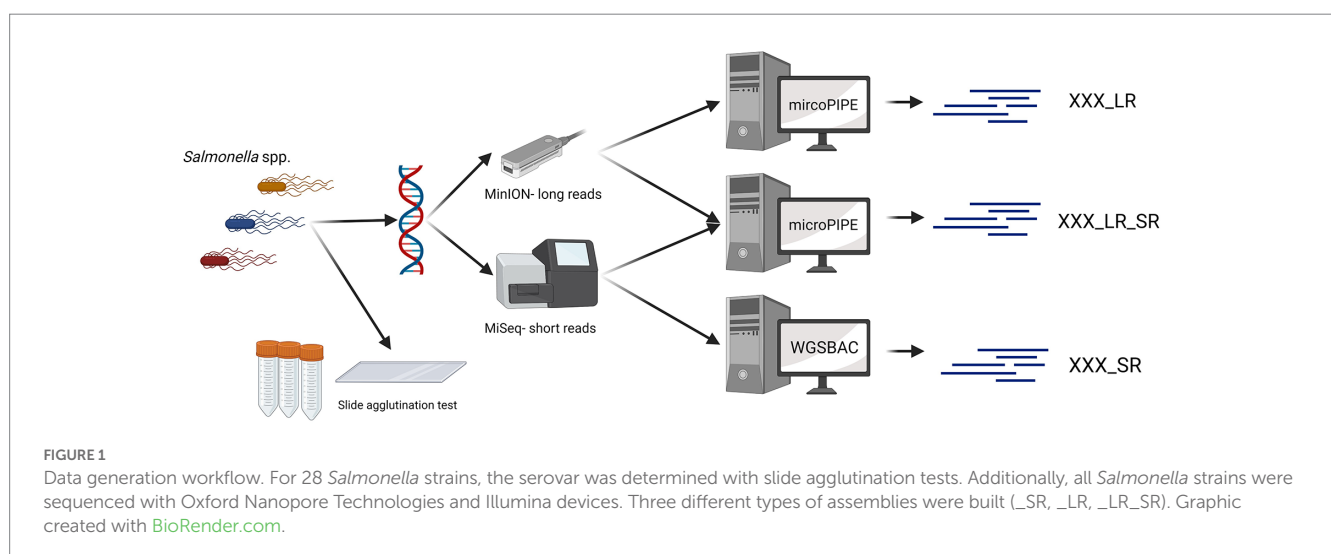 Salmonella spp.
MinION- long reads
MiSeq- short reads
Slide agglutination test
mircoPIPE
XXX_LR
microPIPE
XXX_LR_SR
WGSBAC
XXX_SR
FIGURE 1
Data generation workflow. For 28 Salmonella strains, the serovar was determined with slide agglutination tests. Additionally, all Salmonella strains were
sequenced with Oxford Nanopore Technologies and Illumina devices. Three different types of assemblies were built (_SR, _LR, _LR_SR). Graphic
created with BioRender.com.